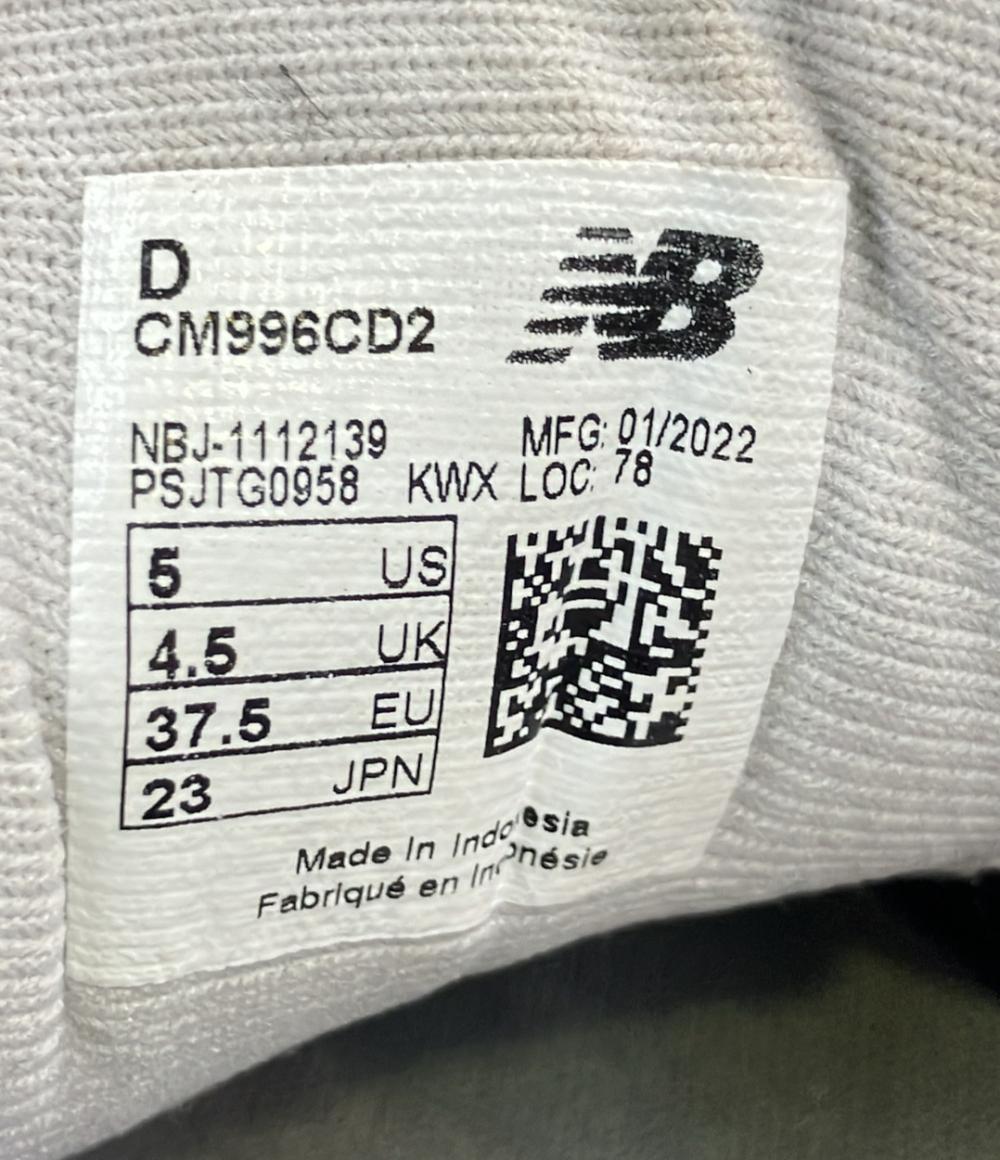 D
NB
CM996CD2
NBJ-1112139 MFG: 01/2022
PSJTG0958 KWX LOC: 78
5 US
4.5 UK
37.5 EU
23 JPN
Made In Indonesia
Fabriqué en Indonésie